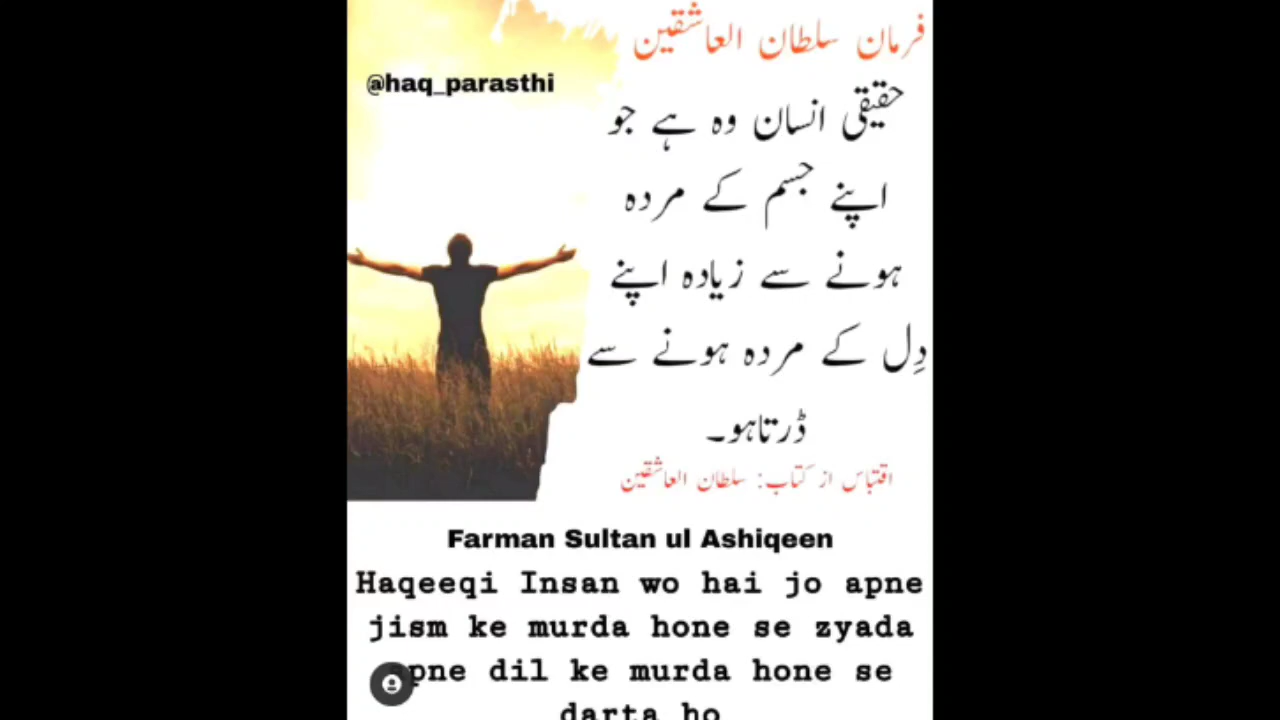 فرمان سلطان العاشقین
@haq_parasthi
حقیقی انسان وہ ہے جو
اپنے جسم کے مردہ
ہونے سے زیادہ اپنے
دِل کے مردہ ہونے سے
ڈرتاہو۔
اقتباس از کتاب: سلطان العاشقین
Farman Sultan ul Ashiqeen
Haqeeqi Insan wo hai jo apne
jism ke murda hone se zyada
apne dil ke murda hone se
darta ho